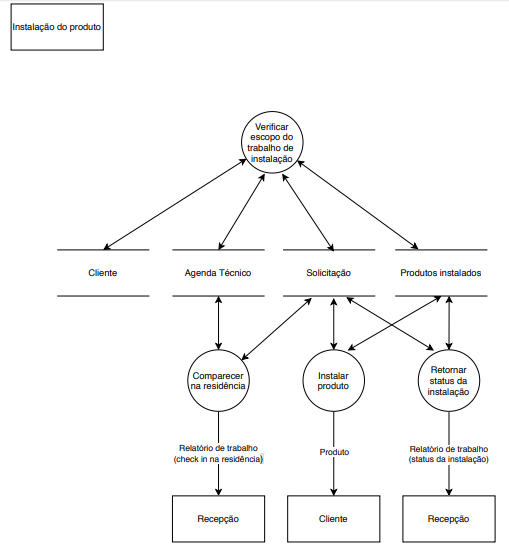 Instalação do produto
Verificar
escopo do
trabalho de
instalação
Cliente
Agenda Técnico
Solicitação
Produtos instalados
Comparecer
na residência
Instalar
produto
Retornar
status da
instalação
Relatório de trabalho
(check in na residência)
Produto
Relatório de trabalho
(status da instalação)
Recepção
Cliente
Recepção